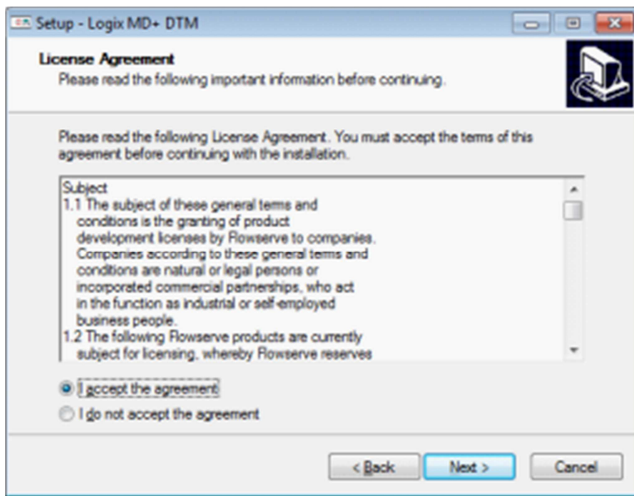 Setup - Logix MD+ DTM
License Agreement
Please read the following important information before continuing.
Please read the following License Agreement. You must accept the terms of this
agreement before continuing with the installation.
Subject
1.1 The subject of these general terms and
conditions is the granting of product
development licenses by Flowserve to companies.
Companies according to these general terms and
conditions are natural or legal persons or
incorporated commercial partnerships, who act
in the function as industrial or self-employed
business people.
1.2 The following Flowserve products are currently
subject for licensing, whereby Flowserve reserves
I accept the agreement
I do not accept the agreement
< Back
Next >
Cancel